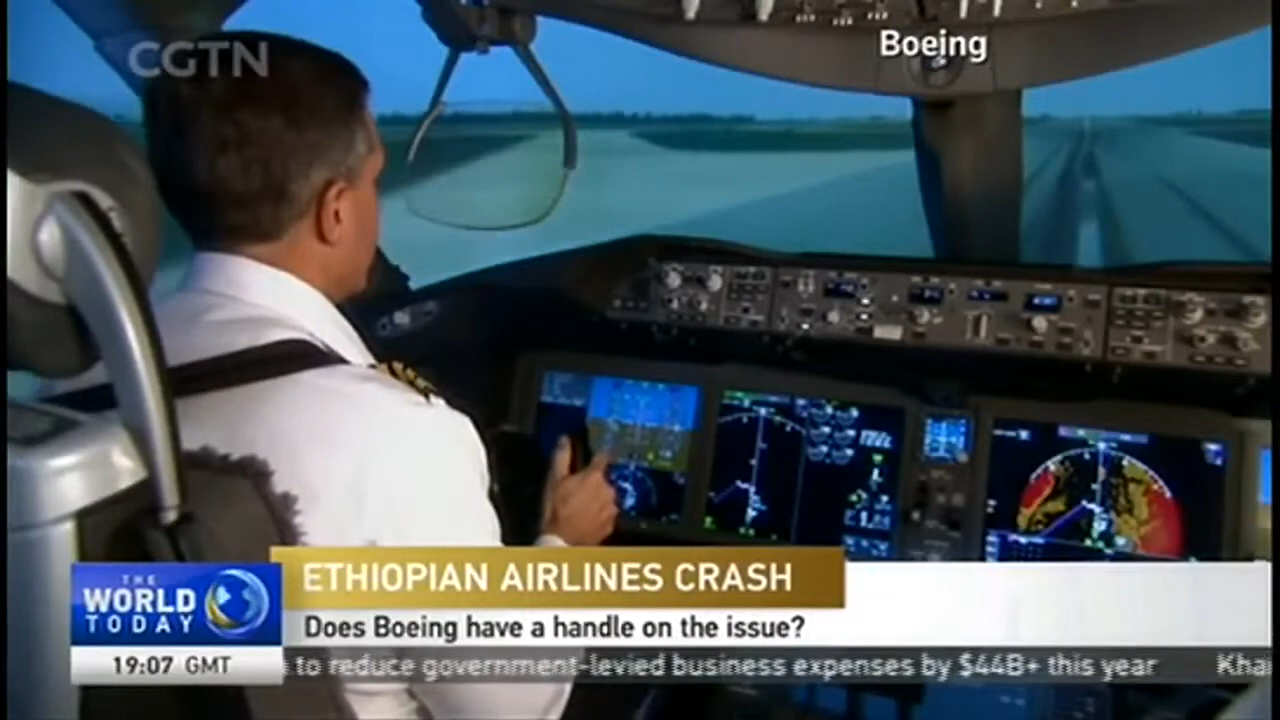 CGTN
Boeing
ETHIOPIAN AIRLINES CRASH
THE
WORLD
TODAY
Does Boeing have a handle on the issue?
19:07 GMT
to reduce government-levied business expenses by $44B+ this year